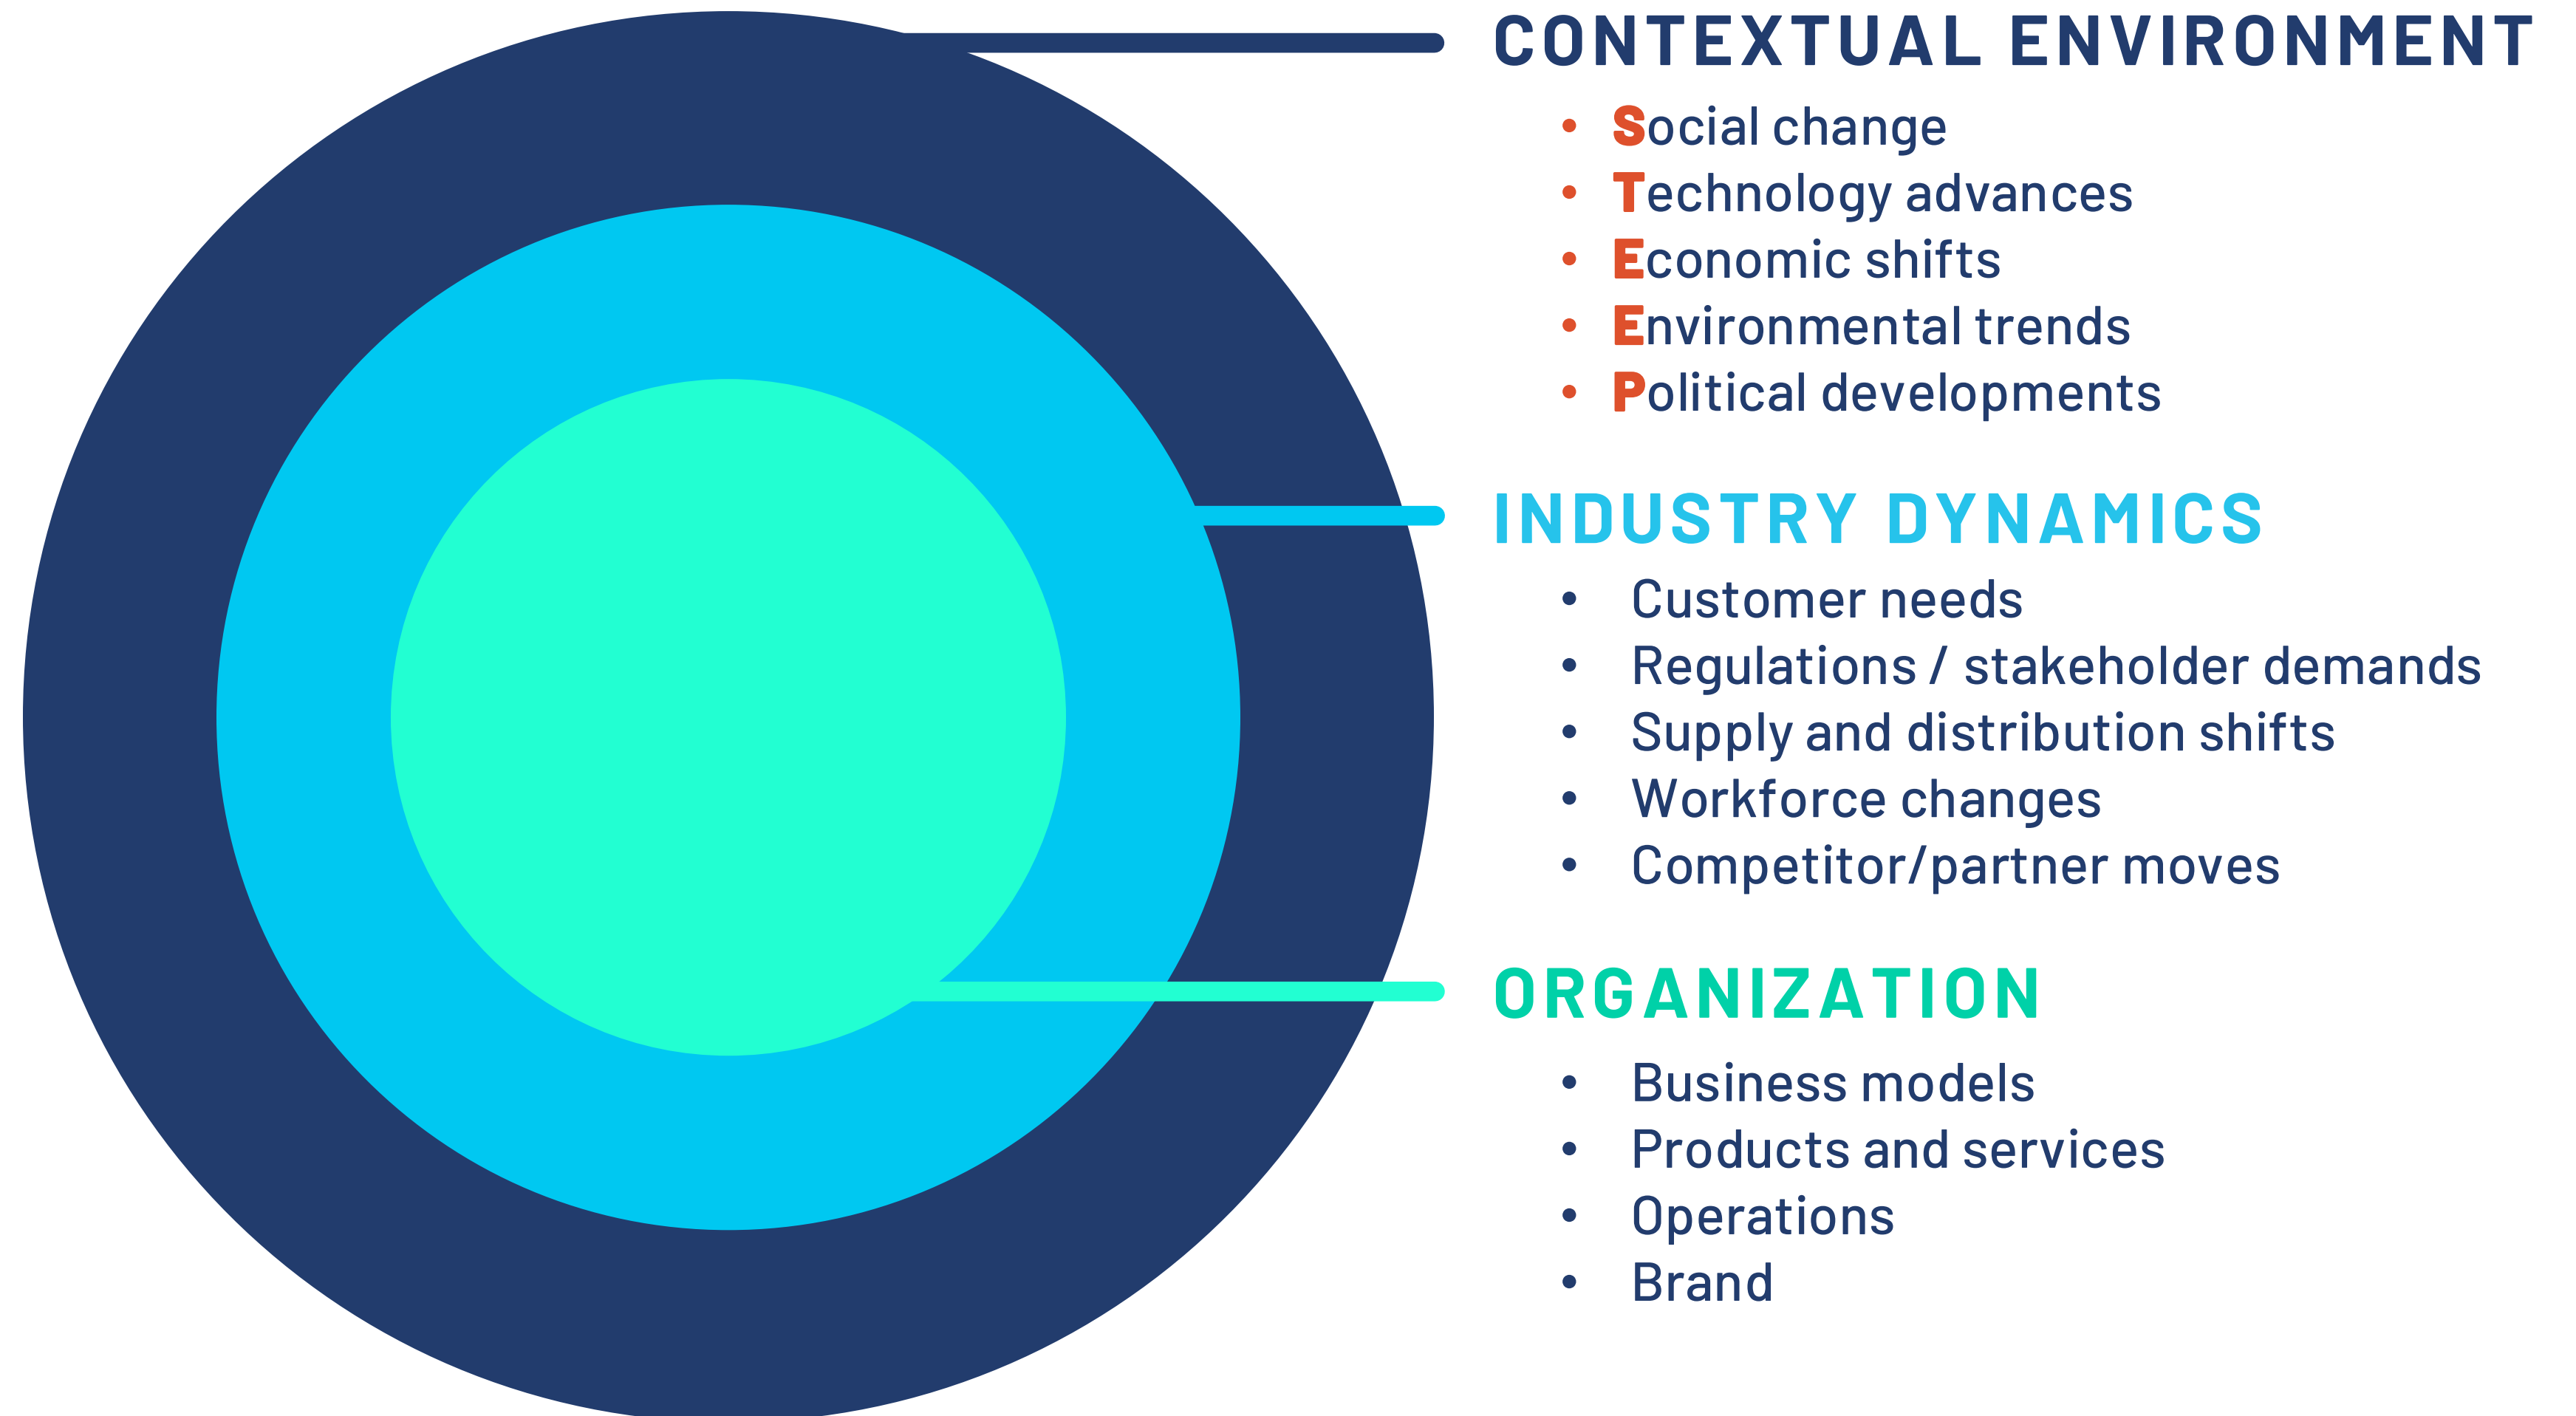 CONTEXTUAL ENVIRONMENT
• Social change
• Technology advances
• Economic shifts
• Environmental trends
• Political developments
INDUSTRY DYNAMICS
• Customer needs
• Regulations / stakeholder demands
• Supply and distribution shifts
• Workforce changes
• Competitor/partner moves
ORGANIZATION
• Business models
• Products and services
• Operations
• Brand